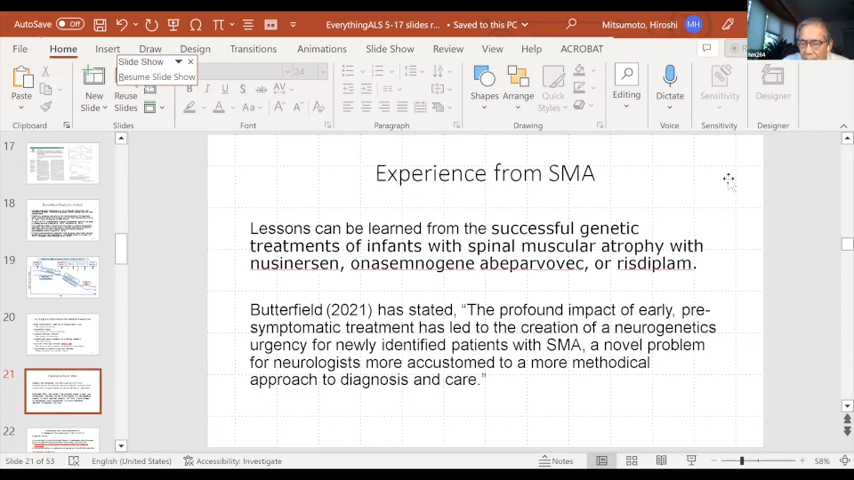 AutoSave Off EverythingALS 5-17 slides r... • Saved to this PC Mitsumoto, Hiroshi MH
hm264
File Home Insert Draw Design Transitions Animations Slide Show Review View Help ACROBAT
Slide Show
Resume Slide Show
24
Paste New Slide Reuse Slides B I U S ab AV Aa A Shapes Arrange Quick Styles Editing Dictate Sensitivity Designer
Clipboard Slides Font Paragraph Drawing Voice Sensitivity Designer
17
18
19
20
21
22
Experience from SMA
Lessons can be learned from the successful genetic
treatments of infants with spinal muscular atrophy with
nusinersen, onasemnogene abeparvovec, or risdiplam.
Butterfield (2021) has stated, “The profound impact of early, pre-
symptomatic treatment has led to the creation of a neurogenetics
urgency for newly identified patients with SMA, a novel problem
for neurologists more accustomed to a more methodical
approach to diagnosis and care.”
Slide 21 of 53 English (United States) Accessibility: Investigate Notes 58%